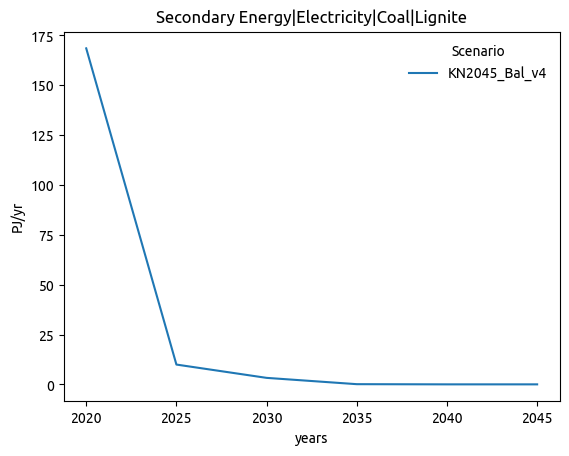 Secondary Energy|Electricity|Coal|Lignite
175
150
125
100
75
50
25
0
PJ/yr
Scenario
KN2045_Bal_v4
2020 2025 2030 2035 2040 2045
years